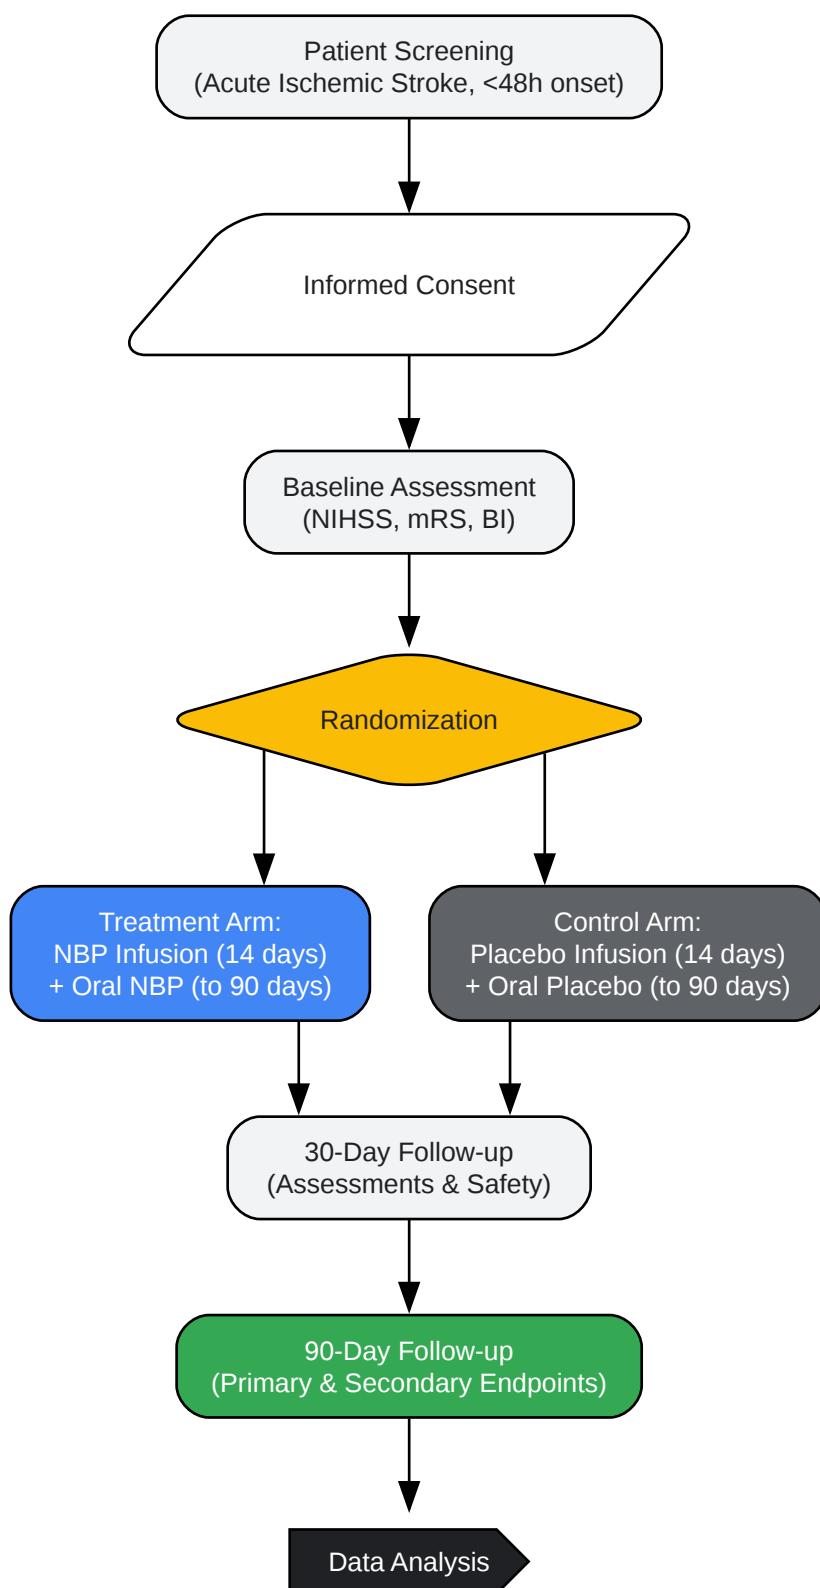 Patient Screening
(Acute Ischemic Stroke, <48h onset)
Informed Consent
Baseline Assessment
(NIHSS, mRS, BI)
Randomization
Treatment Arm:
NBP Infusion (14 days)
+ Oral NBP (to 90 days)
Control Arm:
Placebo Infusion (14 days)
+ Oral Placebo (to 90 days)
30-Day Follow-up
(Assessments & Safety)
90-Day Follow-up
(Primary & Secondary Endpoints)
Data Analysis